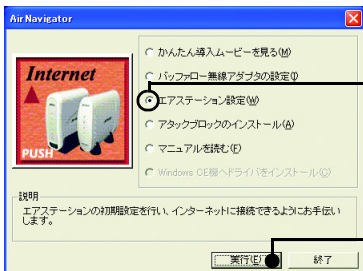 AirNavigator
Internet
PUSH
かんたん導入ムービーを見る(M)
バッファロー無線アダプタの設定(I)
エアステーション設定(W)
アタックブロックのインストール(A)
マニュアルを読む(E)
Windows CE機へドライバをインストール(C)
説明
エアステーションの初期設定を行い、インターネットに接続できるようにお手伝い
します。
実行(E)
終了